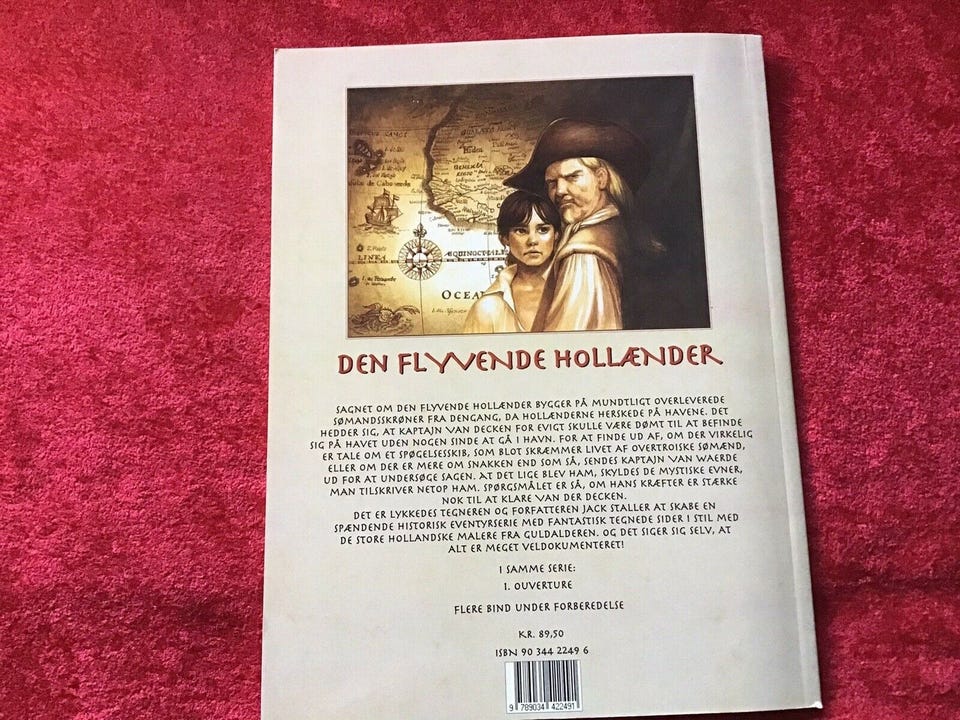 GENEHEA
EQUINOCTIALE
LINEA
OCEA
DEN FLYVENDE HOLLÆNDER
SAGNET OM DEN FLYVENDE HOLLÆNDER BYGGER PÅ MUNDTLIGT OVERLEVEREDE
SØMANDSSKRØNER FRA DENGANG, DA HOLLÆNDERNE HERSKEDE PÅ HAVENE. DET
HEDDER SIG, AT KAPTAJN VAN DECKEN FOR EVIGT SKULLE VÆRE DØMT TIL AT BEFINDE
SIG PÅ HAVET UDEN NOGEN SINDE AT GÅ I HAVN. FOR AT FINDE UD AF, OM DER VIRKELIG
ER TALE OM ET SPØGELSESSKIB, SOM BLOT SKRÆMMER LIVET AF OVERTROISKE SØMÆND,
ELLER OM DER ER MERE OM SNAKKEN END SOM SÅ, SENDES KAPTAJN VAN WAERDE
UD FOR AT UNDERSØGE SAGEN. AT DET LIGE BLEV HAM, SKYLDES DE MYSTISKE EVNER,
MAN TILSKRIVER NETOP HAM. SPØRGSMÅLET ER SÅ, OM HANS KRÆFTER ER STÆRKE
NOK TIL AT KLARE VAN DER DECKEN.
DET ER LYKKEDES TEGNEREN OG FORFATTEREN JACK STALLER AT SKABE EN
SPÆNDENDE HISTORISK EVENTYRSERIE MED FANTASTISK TEGNEDE SIDER I STIL MED
DE STORE HOLLANDSKE MALERE FRA GULDALDEREN. OG DET SIGER SIG SELV, AT
ALT ER MEGET VELDOKUMENTERET!
I SAMME SERIE:
1. OUVERTURE
FLERE BIND UNDER FORBEREDELSE
KR. 89,50
ISBN 90 344 2249 6
9 789034 422491